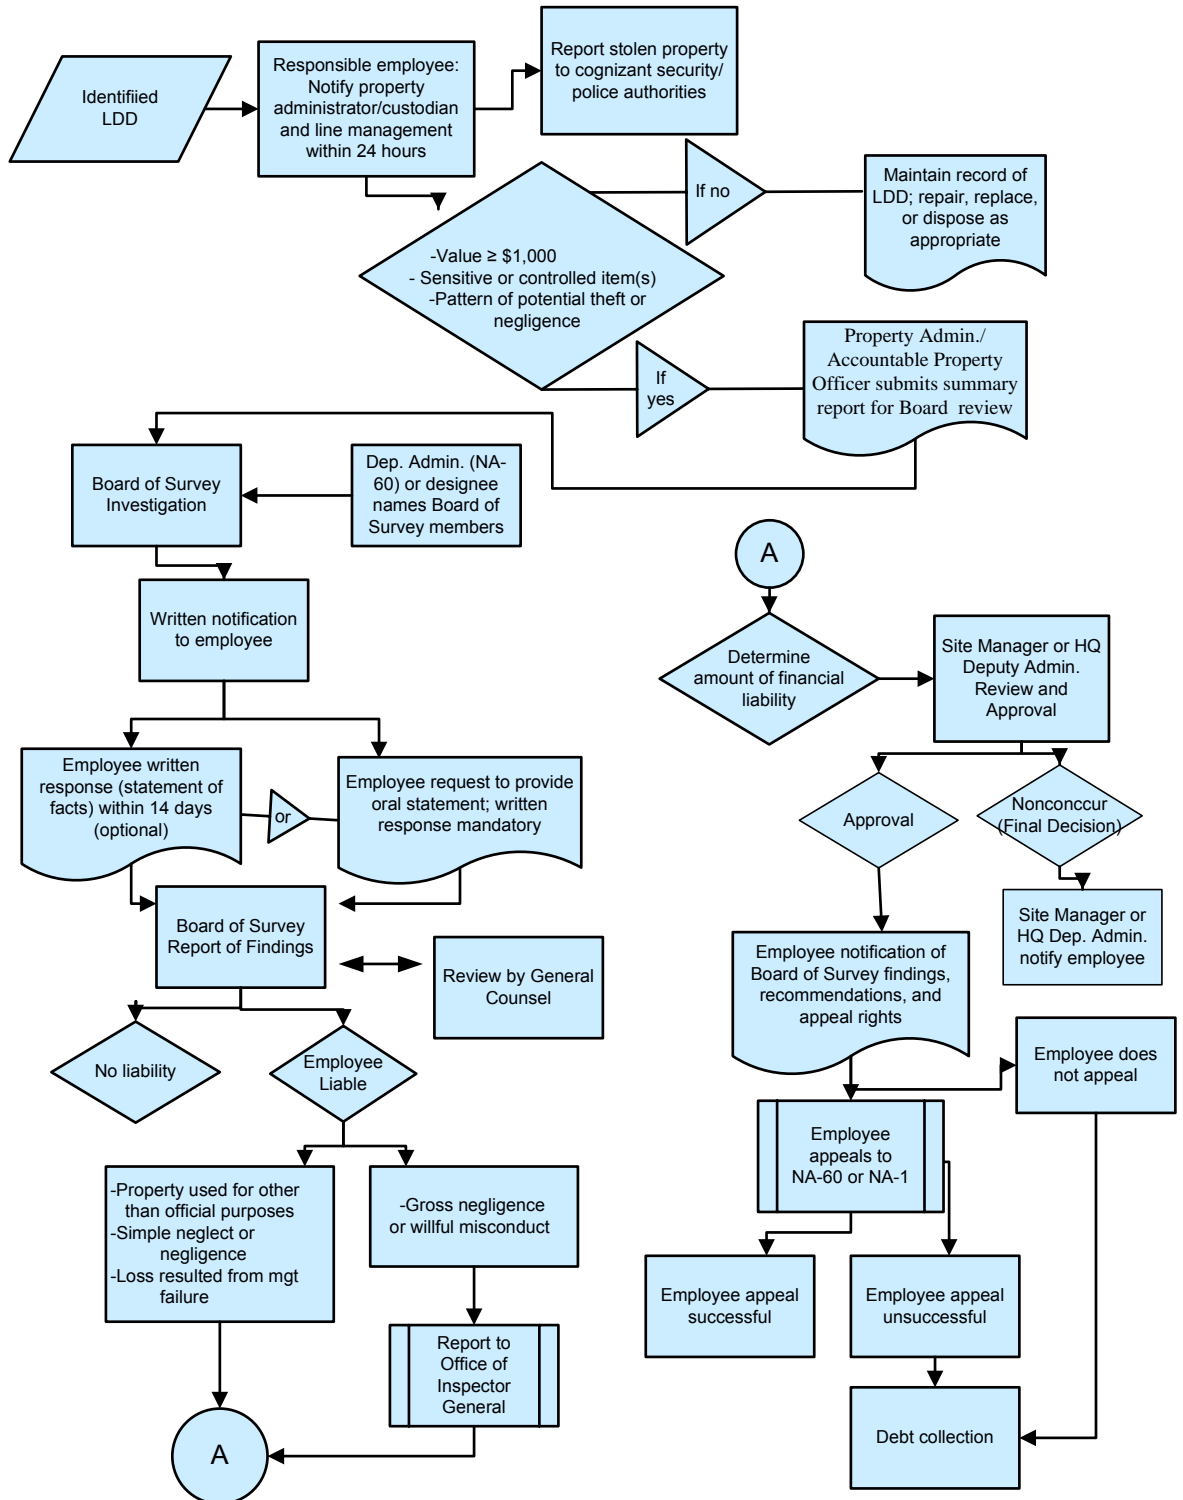 Identifiied
LDD
Responsible employee:
Notify property
administrator/custodian
and line management
within 24 hours
Report stolen property
to cognizant security/
police authorities
If no
Maintain record of
LDD; repair, replace,
or dispose as
appropriate
-Value ≥ $1,000
- Sensitive or controlled item(s)
-Pattern of potential theft or
negligence
If
yes
Property Admin./
Accountable Property
Officer submits summary
report for Board review
Board of Survey
Investigation
Dep. Admin. (NA-
60) or designee
names Board of
Survey members
Written notification
to employee
Employee written
response (statement of
facts) within 14 days
(optional)
or
Employee request to provide
oral statement; written
response mandatory
Board of Survey
Report of Findings
Review by General
Counsel
No liability
Employee
Liable
-Property used for other
than official purposes
-Simple neglect or
negligence
-Loss resulted from mgt
failure
-Gross negligence
or willful misconduct
Report to
Office of
Inspector
General
A
A
Determine
amount of financial
liability
Site Manager or HQ
Deputy Admin.
Review and
Approval
Approval
Nonconccur
(Final Decision)
Site Manager or
HQ Dep. Admin.
notify employee
Employee notification of
Board of Survey findings,
recommendations, and
appeal rights
Employee does
not appeal
Employee
appeals to
NA-60 or NA-1
Employee appeal
successful
Employee appeal
unsuccessful
Debt collection